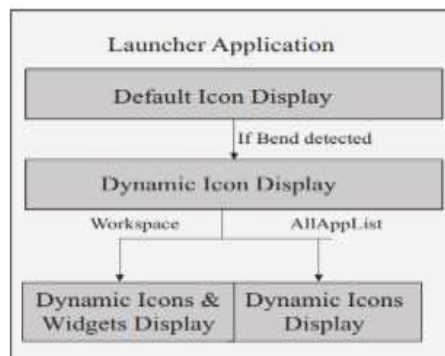 Launcher Application
Default Icon Display
If Bend detected
Dynamic Icon Display
Workspace
AllAppList
Dynamic Icons &
Widgets Display
Dynamic Icons
Display